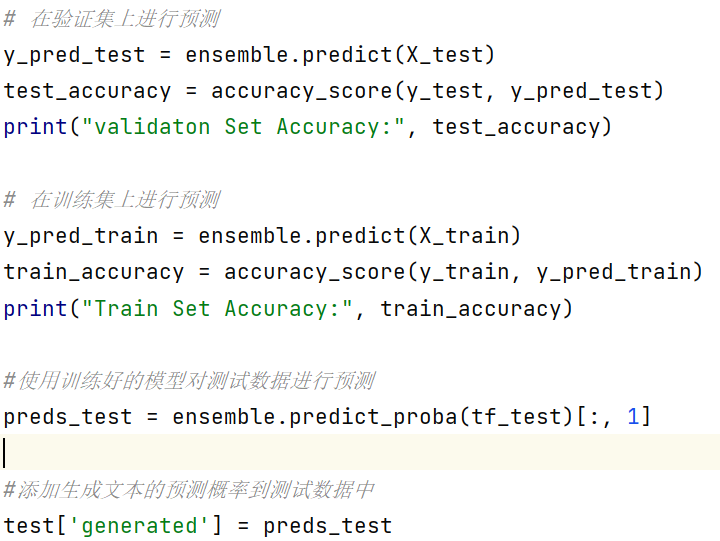 # 在验证集上进行预测
y_pred_test = ensemble.predict(X_test)
test_accuracy = accuracy_score(y_test, y_pred_test)
print("validaton Set Accuracy:", test_accuracy)
# 在训练集上进行预测
y_pred_train = ensemble.predict(X_train)
train_accuracy = accuracy_score(y_train, y_pred_train)
print("Train Set Accuracy:", train_accuracy)
#使用训练好的模型对测试数据进行预测
preds_test = ensemble.predict_proba(tf_test)[:, 1]
#添加生成文本的预测概率到测试数据中
test['generated'] = preds_test